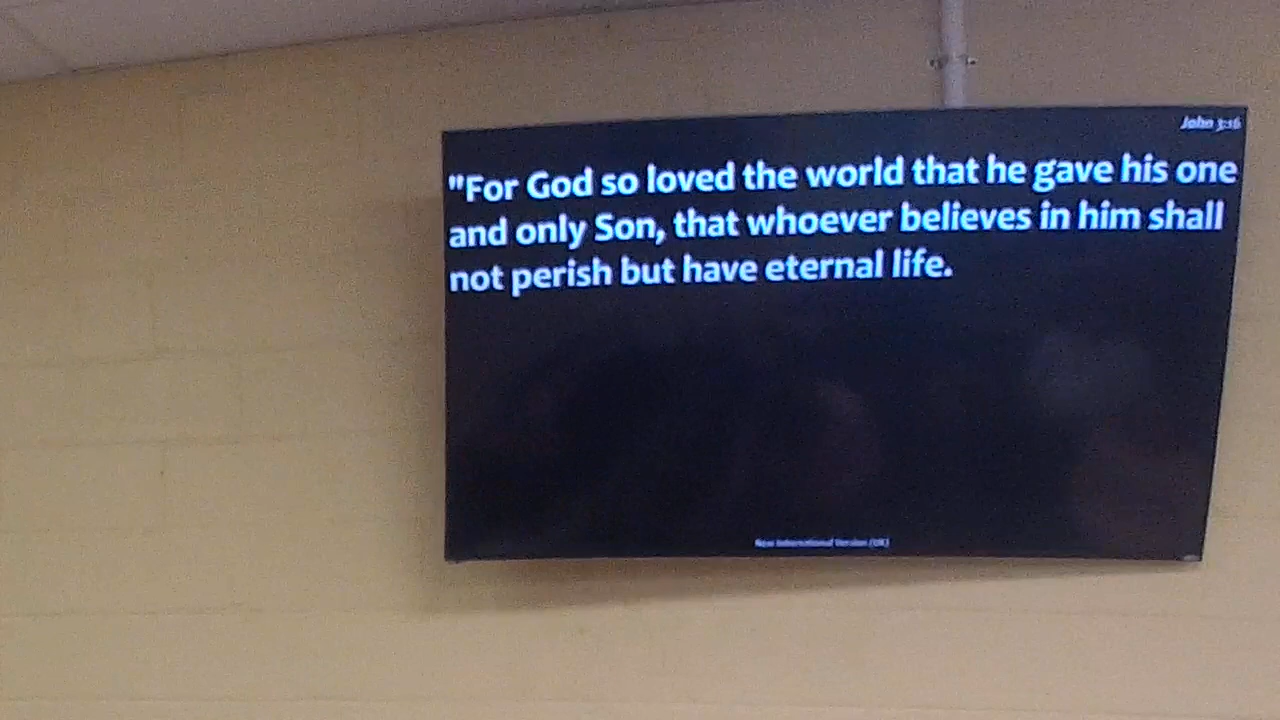 John 3:16
"For God so loved the world that he gave his one
and only Son, that whoever believes in him shall
not perish but have eternal life.
New International Version (UK)